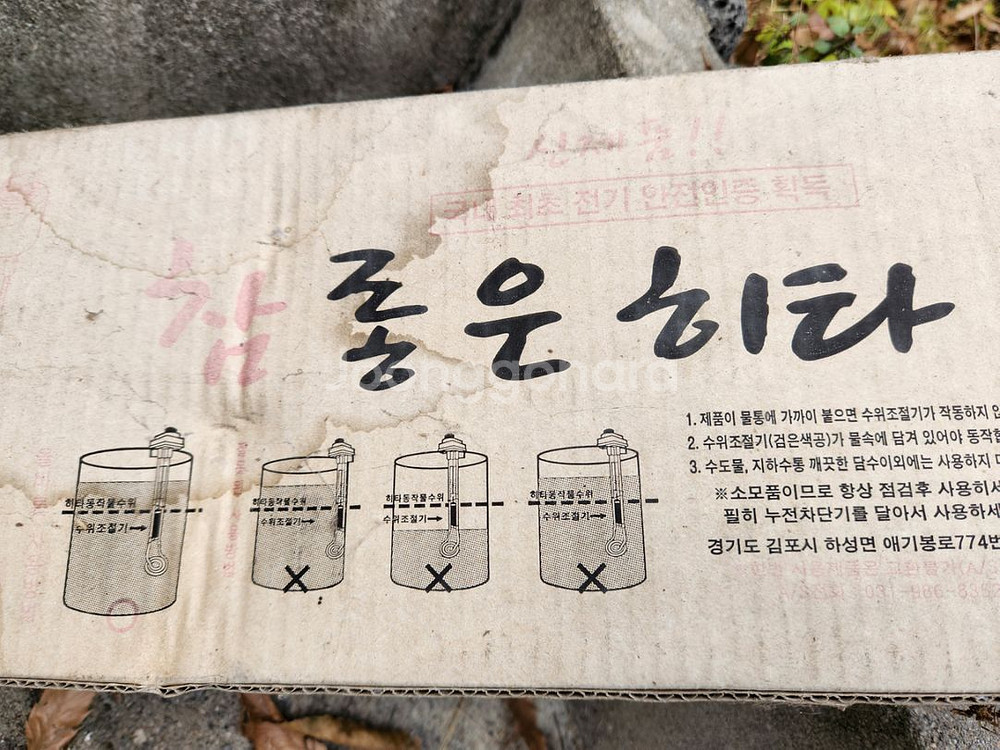 신제품!!
국내 최초 전기 안전인증 획득
참 좋은 히타
Joonggonara
1. 제품이 물통에 가까이 붙으면 수위조절기가 작동하지 않
2. 수위조절기(검은색공)가 물속에 담겨 있어야 동작
3. 수도물, 지하수통 깨끗한 담수이외에는 사용하지
※소모품이므로 항상 점검후 사용하시
필히 누전차단기를 달아서 사용하세
경기도 김포시 하성면 애기봉로774번
히타동작물수위
수위조절기→
히타동작물수위
수위조절기→
히타동작물수위
수위조절기→
히타동작물수위
수위조절기→